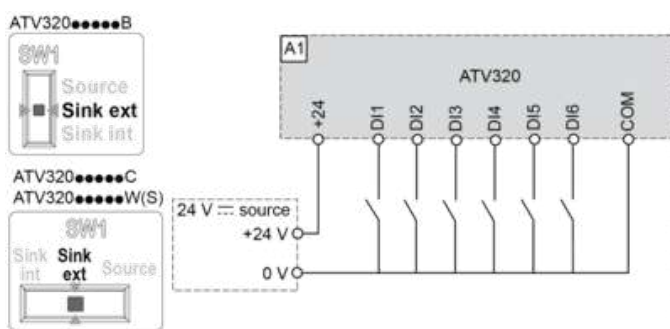 ATV320●●●●●B
SW1
Source
Sink ext
Sink int
ATV320●●●●●C
ATV320●●●●●W(S)
SW1
Sink int
Sink ext
Source
A1
ATV320
+24
DI1
DI2
DI3
DI4
DI5
DI6
COM
24 V ⎓ source
+24 V
0 V